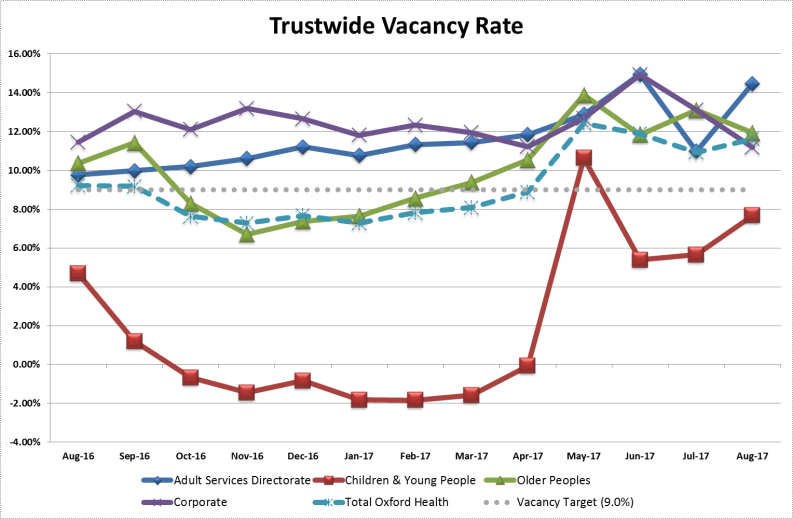 Trustwide Vacancy Rate
16.00%
14.00%
12.00%
10.00%
8.00%
6.00%
4.00%
2.00%
0.00%
-2.00%
-4.00%
Aug-16 Sep-16 Oct-16 Nov-16 Dec-16 Jan-17 Feb-17 Mar-17 Apr-17 May-17 Jun-17 Jul-17 Aug-17
Adult Services Directorate Children & Young People Older Peoples
Corporate Total Oxford Health Vacancy Target (9.0%)